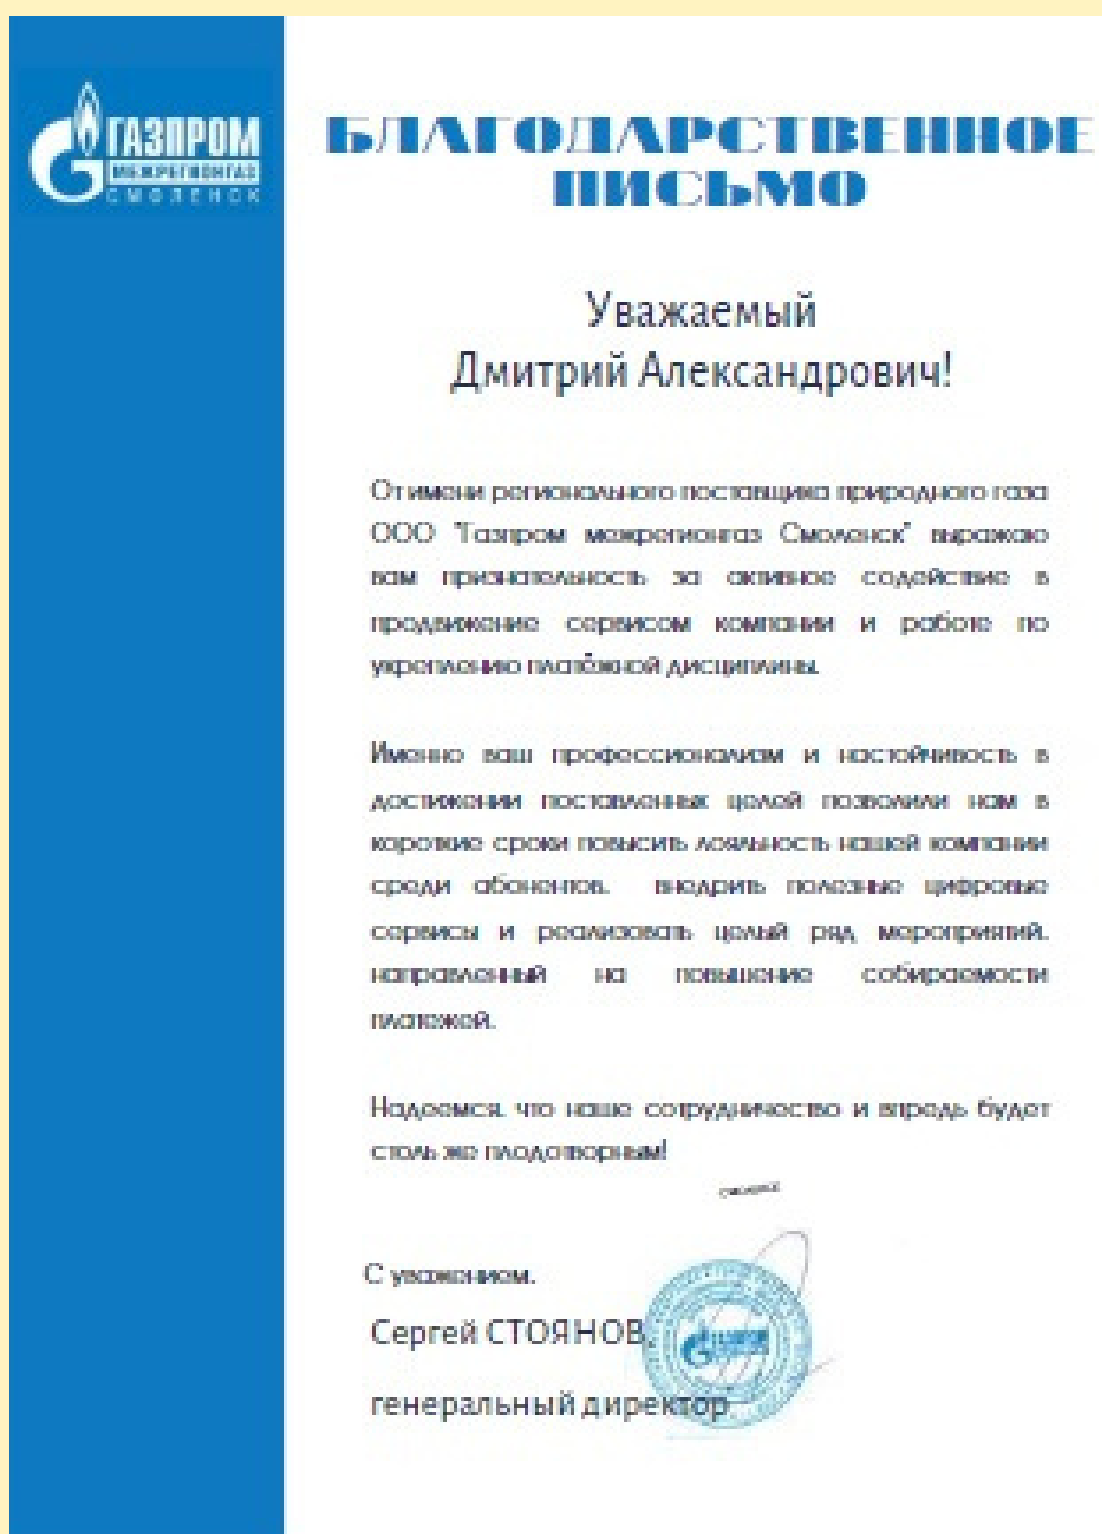 ГАЗПРОМ
МЕЖРЕГИОНГАЗ
СМОЛЕНСК
БЛАГОДАРСТВЕННОЕ
ПИСЬМО
Уважаемый
Дмитрий Александрович!
От имени регионального поставщика природного газа
ООО "Газпром межрегионгаз Смоленск" выражаю
вам признательность за активное содействие в
продвижение сервисом компании и работе по
укреплению платёжной дисциплины.
Именно ваш профессионализм и настойчивость в
достижении поставленных целей позволили нам в
короткие сроки повысить лояльность нашей компании
среди абонентов, внедрить полезные цифровые
сервисы и реализовать целый ряд мероприятий,
направленный на повышение собираемости
платежей.
Надеемся, что наше сотрудничество и впредь будет
столь же плодотворным!
С уважением,
Сергей СТОЯНОВ,
генеральный директор